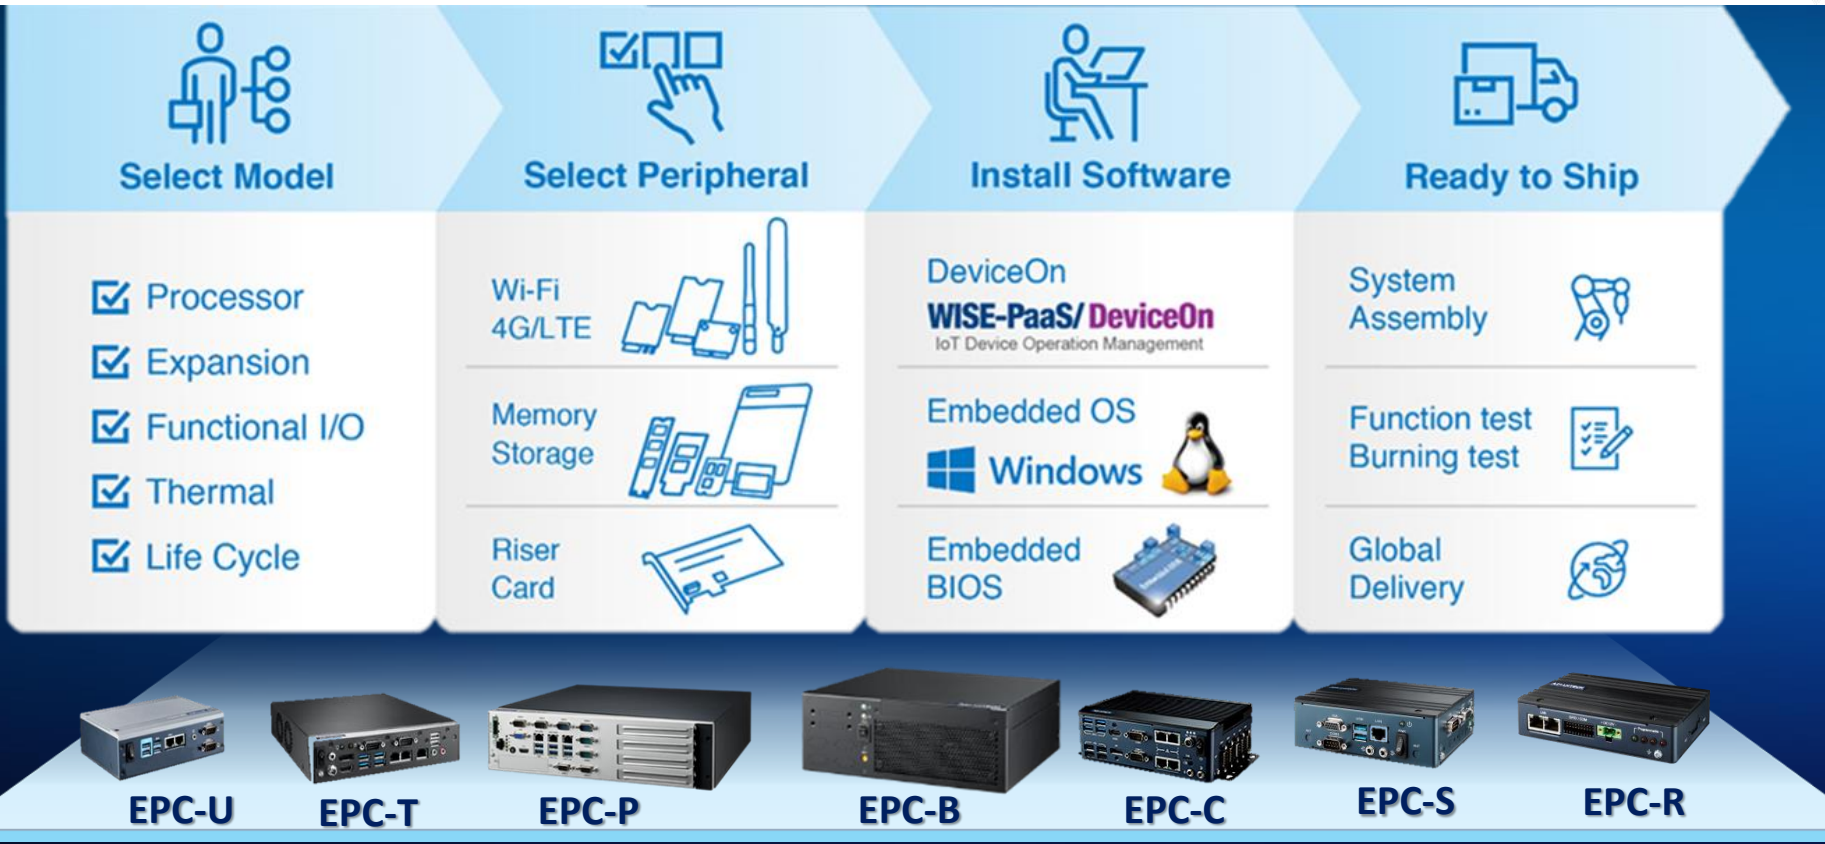 Select Model
Select Peripheral
Install Software
Ready to Ship
Processor
Expansion
Functional I/O
Thermal
Life Cycle
Wi-Fi
4G/LTE
Memory
Storage
Riser
Card
DeviceOn
WISE-PaaS/ DeviceOn
IoT Device Operation Management
Embedded OS
Windows
Embedded
BIOS
System
Assembly
Function test
Burning test
Global
Delivery
EPC-U
EPC-T
EPC-P
EPC-B
EPC-C
EPC-S
EPC-R